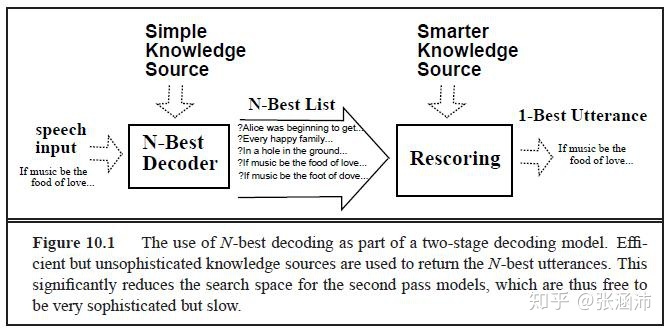 Simple
Knowledge
Source
Smarter
Knowledge
Source
speech
input
If music be the
food of love...
N-Best
Decoder
N-Best List
?Alice was beginning to get...
?Every happy family...
?In a hole in the ground...
?If music be the food of love...
?If music be the foot of dove...
Rescoring
1-Best Utterance
If music be the
food of love...
Figure 10.1 The use of N-best decoding as part of a two-stage decoding model. Effi-
cient but unsophisticated knowledge sources are used to return the N-best utterances. This
significantly reduces the search space for the second pass models, which are thus free to
be very sophisticated but slow.
知乎 @张涵沛